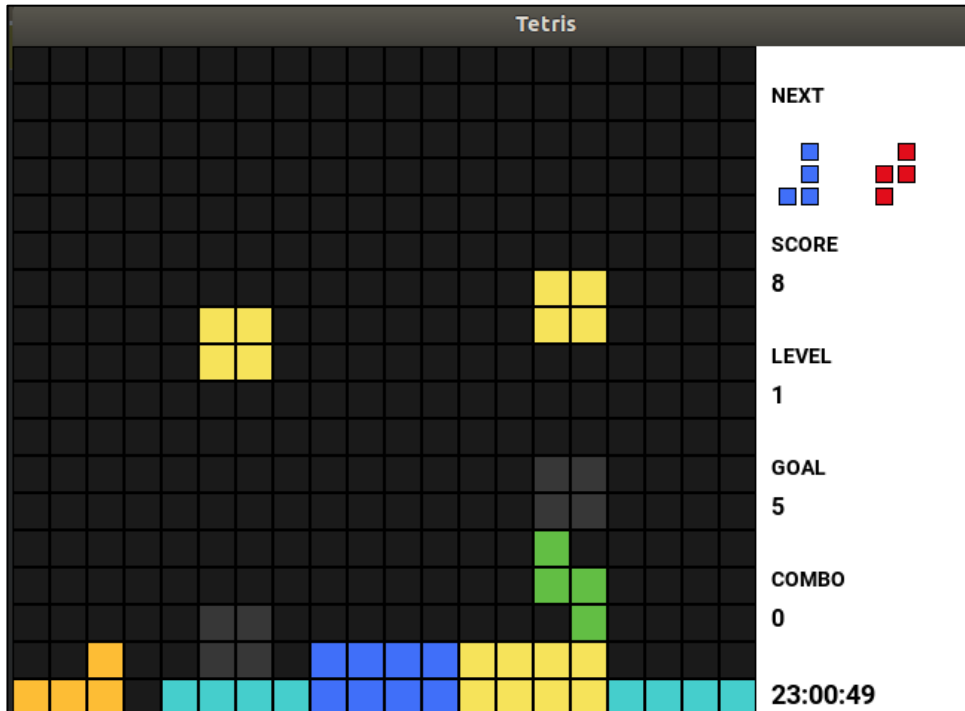 Tetris
NEXT
SCORE
8
LEVEL
1
GOAL
5
COMBO
0
23:00:49